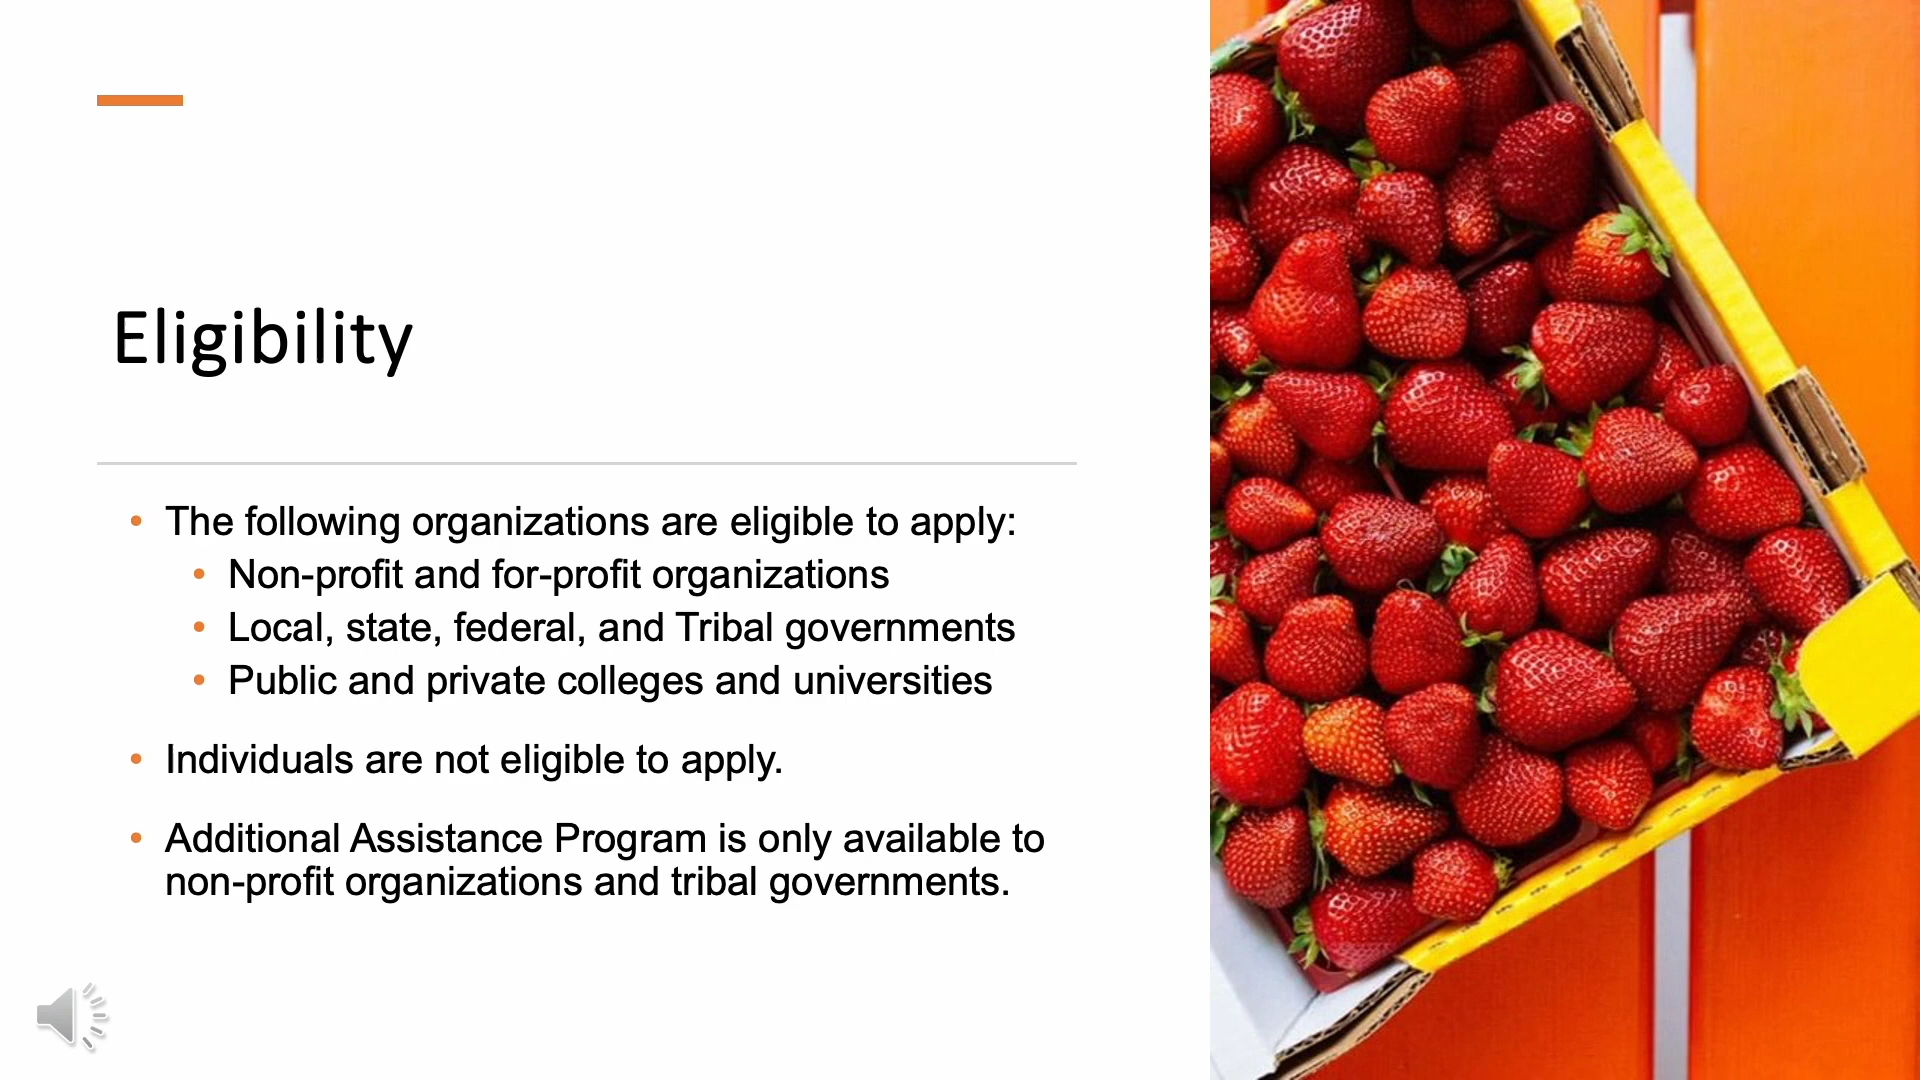 Eligibility
• The following organizations are eligible to apply:
• Non-profit and for-profit organizations
• Local, state, federal, and Tribal governments
• Public and private colleges and universities
• Individuals are not eligible to apply.
• Additional Assistance Program is only available to
non-profit organizations and tribal governments.